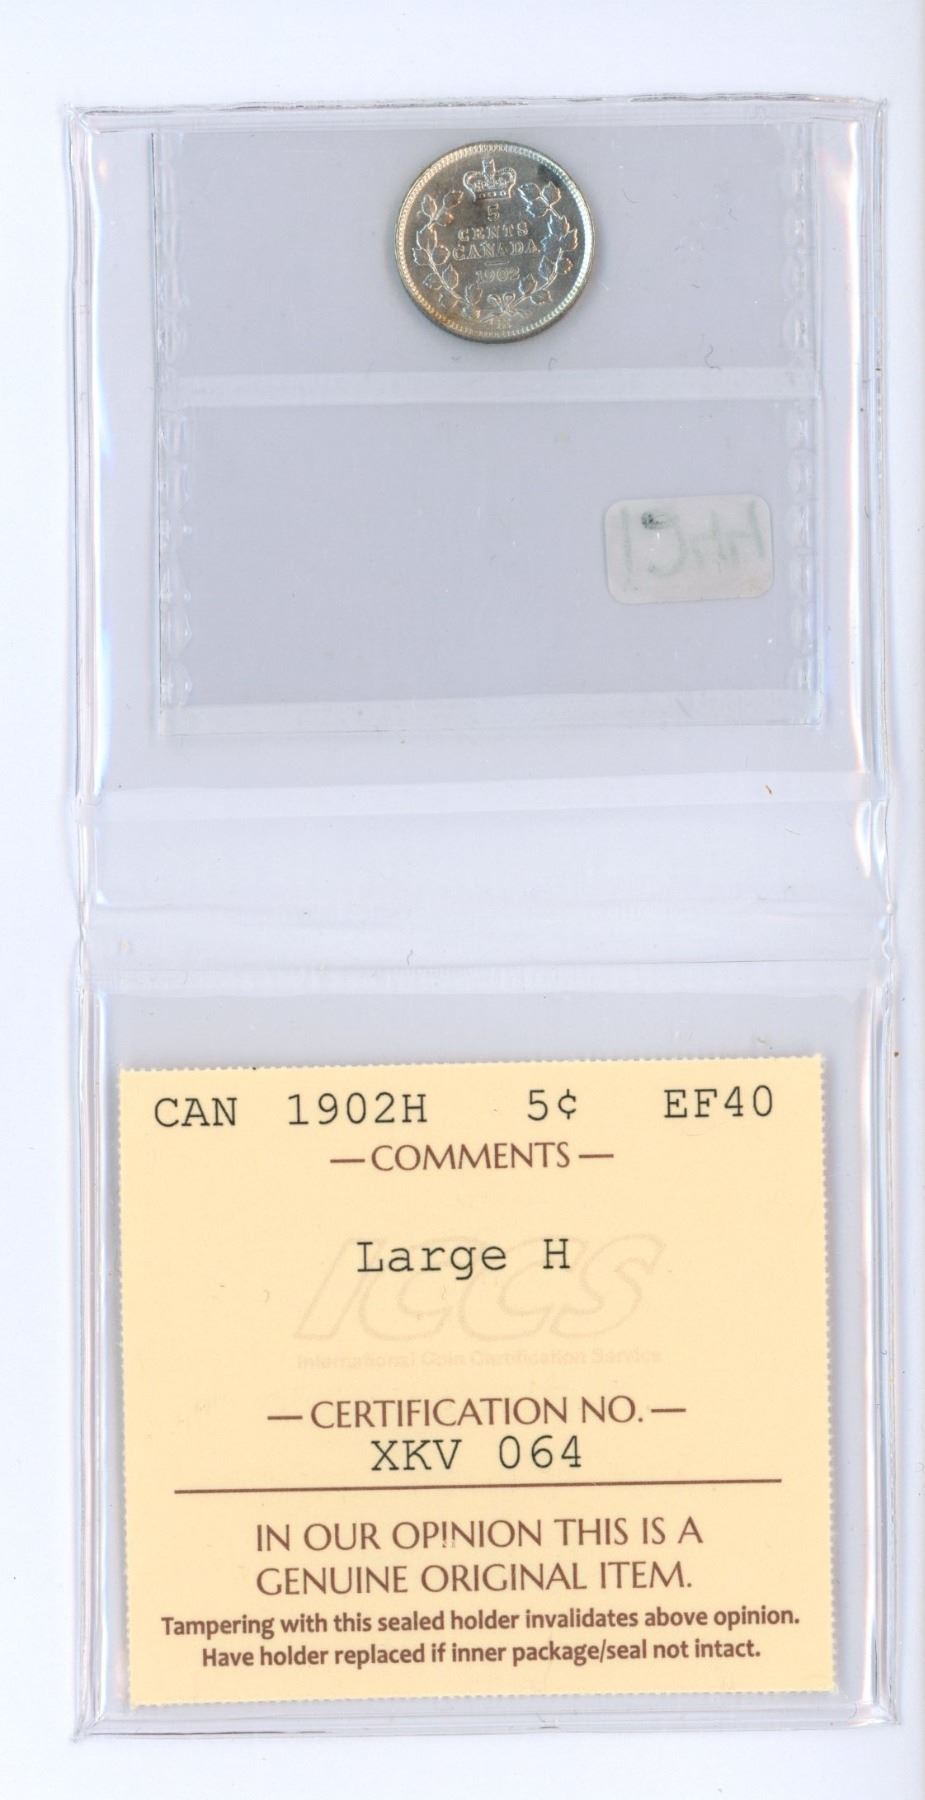 5
CENTS
CANADA
1902
H
CAN 1902H 5¢ EF40
— COMMENTS —
Large H
ICCS
International Coin Certification Service
— CERTIFICATION NO. —
XKV 064
IN OUR OPINION THIS IS A
GENUINE ORIGINAL ITEM.
Tampering with this sealed holder invalidates above opinion.
Have holder replaced if inner package/seal not intact.